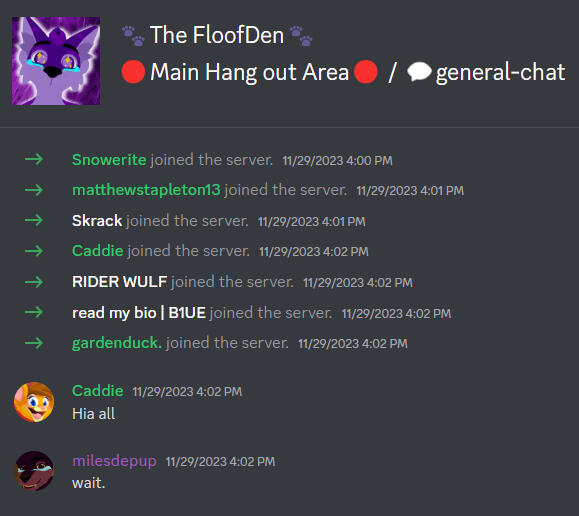 🐾 The FloofDen 🐾
🔴 Main Hang out Area 🔴 / 💬 general-chat
Snowerite joined the server. 11/29/2023 4:00 PM
matthewstapleton13 joined the server. 11/29/2023 4:01 PM
Skrack joined the server. 11/29/2023 4:01 PM
Caddie joined the server. 11/29/2023 4:02 PM
RIDER WULF joined the server. 11/29/2023 4:02 PM
read my bio | B1UE joined the server. 11/29/2023 4:02 PM
gardenduck. joined the server. 11/29/2023 4:02 PM
Caddie 11/29/2023 4:02 PM
Hia all
milesdepup 11/29/2023 4:02 PM
wait.